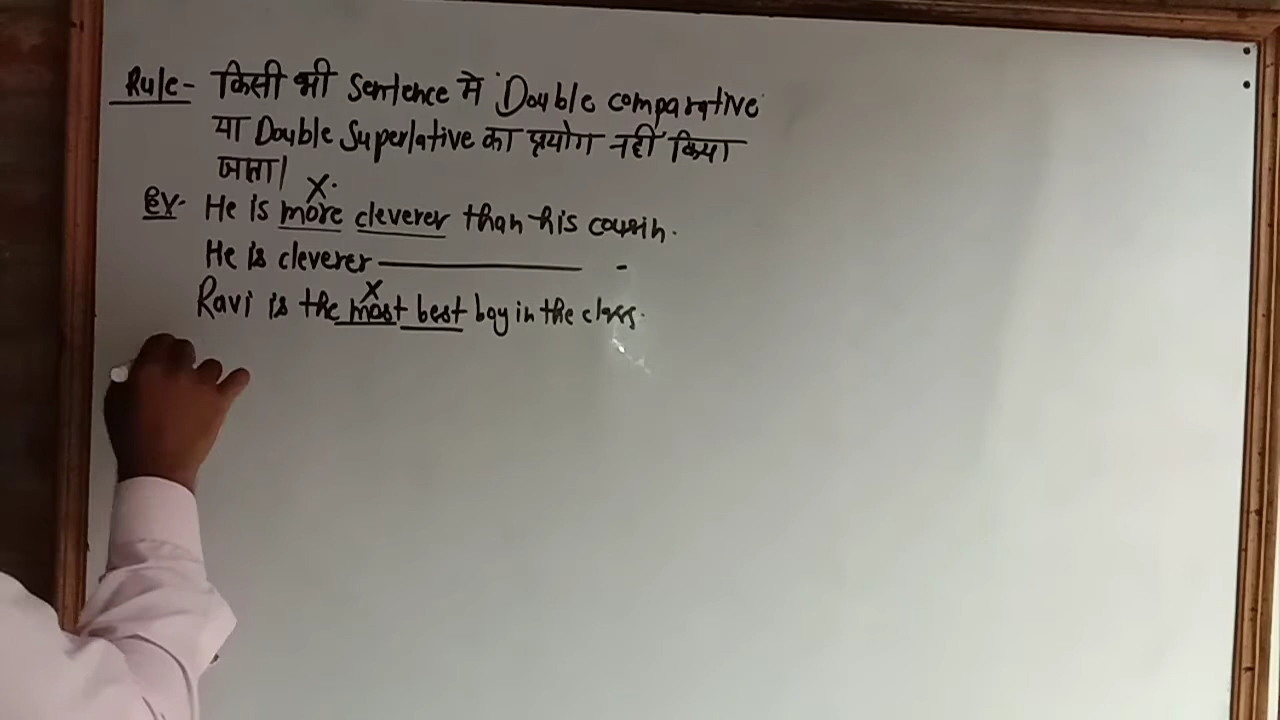 Rule- किसी भी Sentence मे Double comparative
या Double Superlative का प्रयोग नहीं किया
जाता।
X.
Ex- He is more cleverer than his cousin.
He is cleverer ———————— -
X
Ravi is the most best boy in the class.